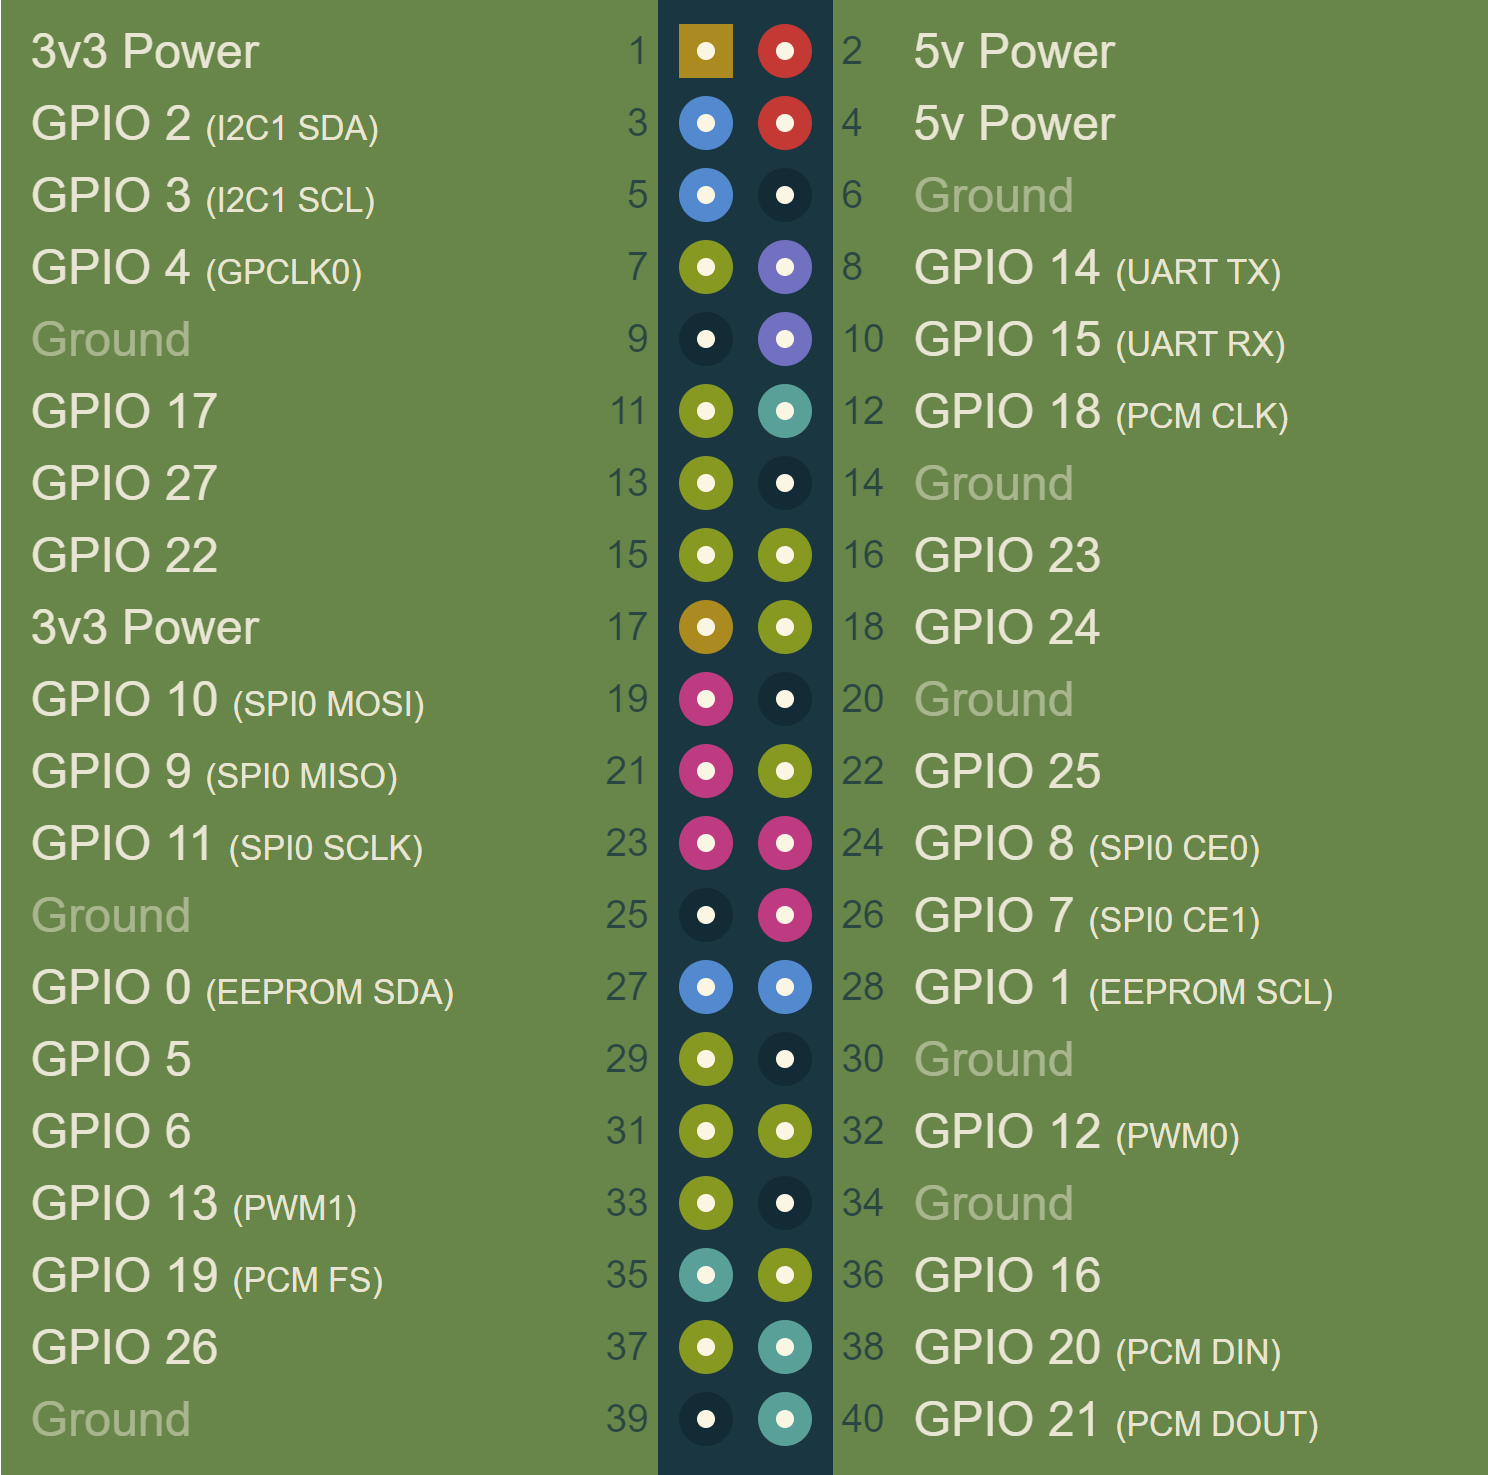 3v3 Power 1 2 5v Power
GPIO 2 (I2C1 SDA) 3 4 5v Power
GPIO 3 (I2C1 SCL) 5 6 Ground
GPIO 4 (GPCLK0) 7 8 GPIO 14 (UART TX)
Ground 9 10 GPIO 15 (UART RX)
GPIO 17 11 12 GPIO 18 (PCM CLK)
GPIO 27 13 14 Ground
GPIO 22 15 16 GPIO 23
3v3 Power 17 18 GPIO 24
GPIO 10 (SPI0 MOSI) 19 20 Ground
GPIO 9 (SPI0 MISO) 21 22 GPIO 25
GPIO 11 (SPI0 SCLK) 23 24 GPIO 8 (SPI0 CE0)
Ground 25 26 GPIO 7 (SPI0 CE1)
GPIO 0 (EEPROM SDA) 27 28 GPIO 1 (EEPROM SCL)
GPIO 5 29 30 Ground
GPIO 6 31 32 GPIO 12 (PWM0)
GPIO 13 (PWM1) 33 34 Ground
GPIO 19 (PCM FS) 35 36 GPIO 16
GPIO 26 37 38 GPIO 20 (PCM DIN)
Ground 39 40 GPIO 21 (PCM DOUT)